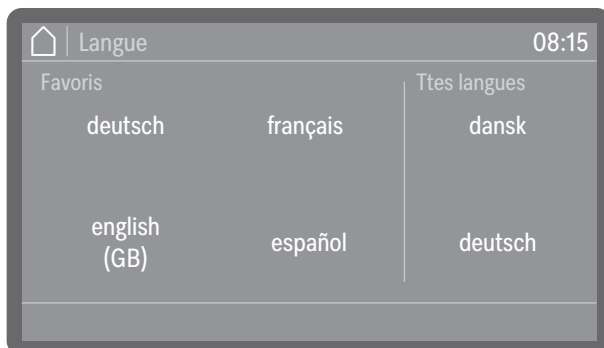 Langue
08:15
Favoris
Ttes langues
deutsch
français
dansk
english
(GB)
español
deutsch